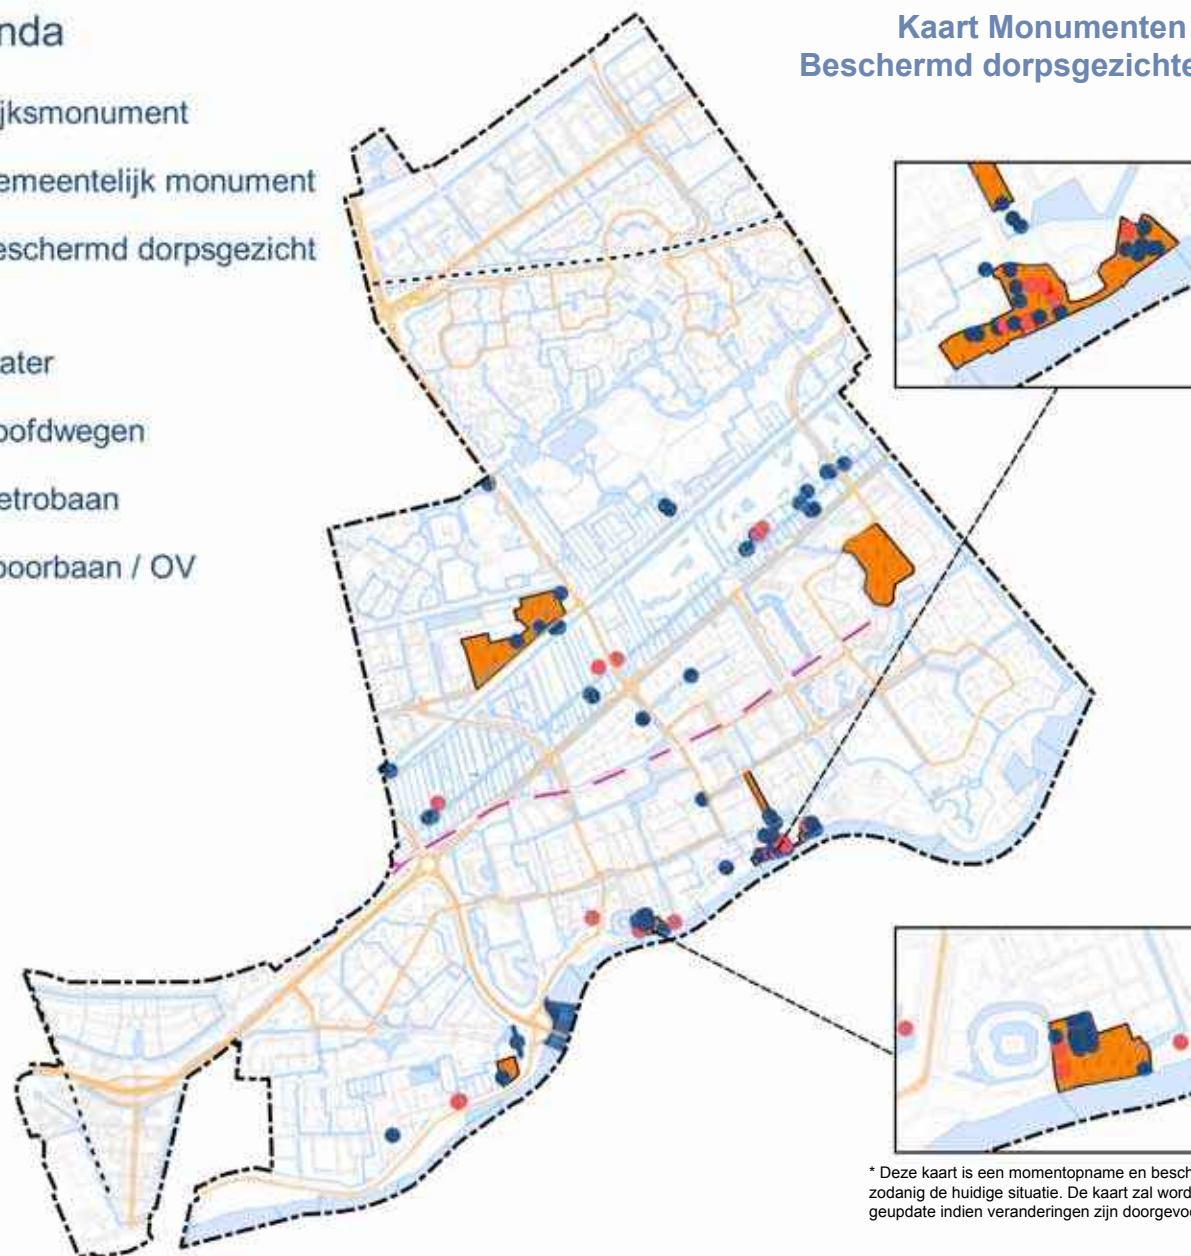 nda
Kaart Monumenten
Beschermd dorpsgezichte
jksmonument
emeentelijk monument
eschermd dorpsgezicht
ater
oofdwegen
etrobaan
poorbaan / OV
* Deze kaart is een momentopname en besch
zodanig de huidige situatie. De kaart zal word
geupdate indien veranderingen zijn doorgevoe